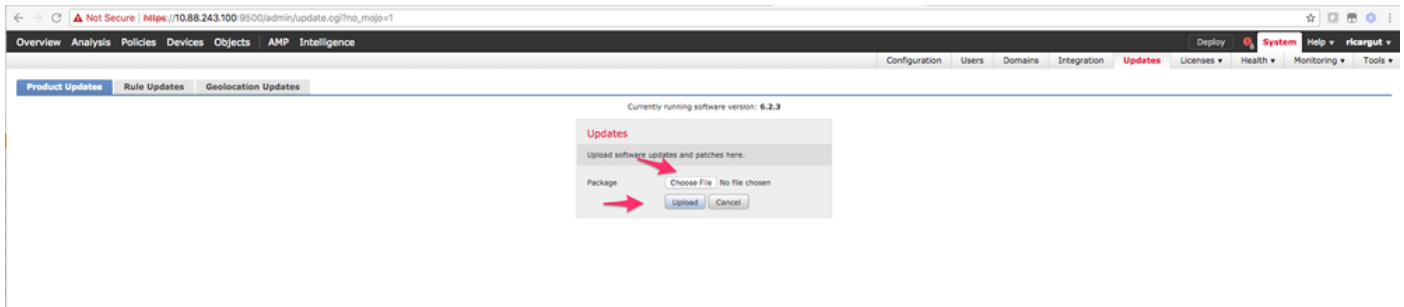 Not Secure | https://10.88.243.100:9500/admin/update.cgi?no_mojo=1
Overview Analysis Policies Devices Objects AMP Intelligence Deploy 6 System Help ricargut
Configuration Users Domains Integration Updates Licenses Health Monitoring Tools
Product Updates Rule Updates Geolocation Updates
Currently running software version: 6.2.3
Updates
Upload software updates and patches here.
Package Choose File No file chosen
Upload Cancel